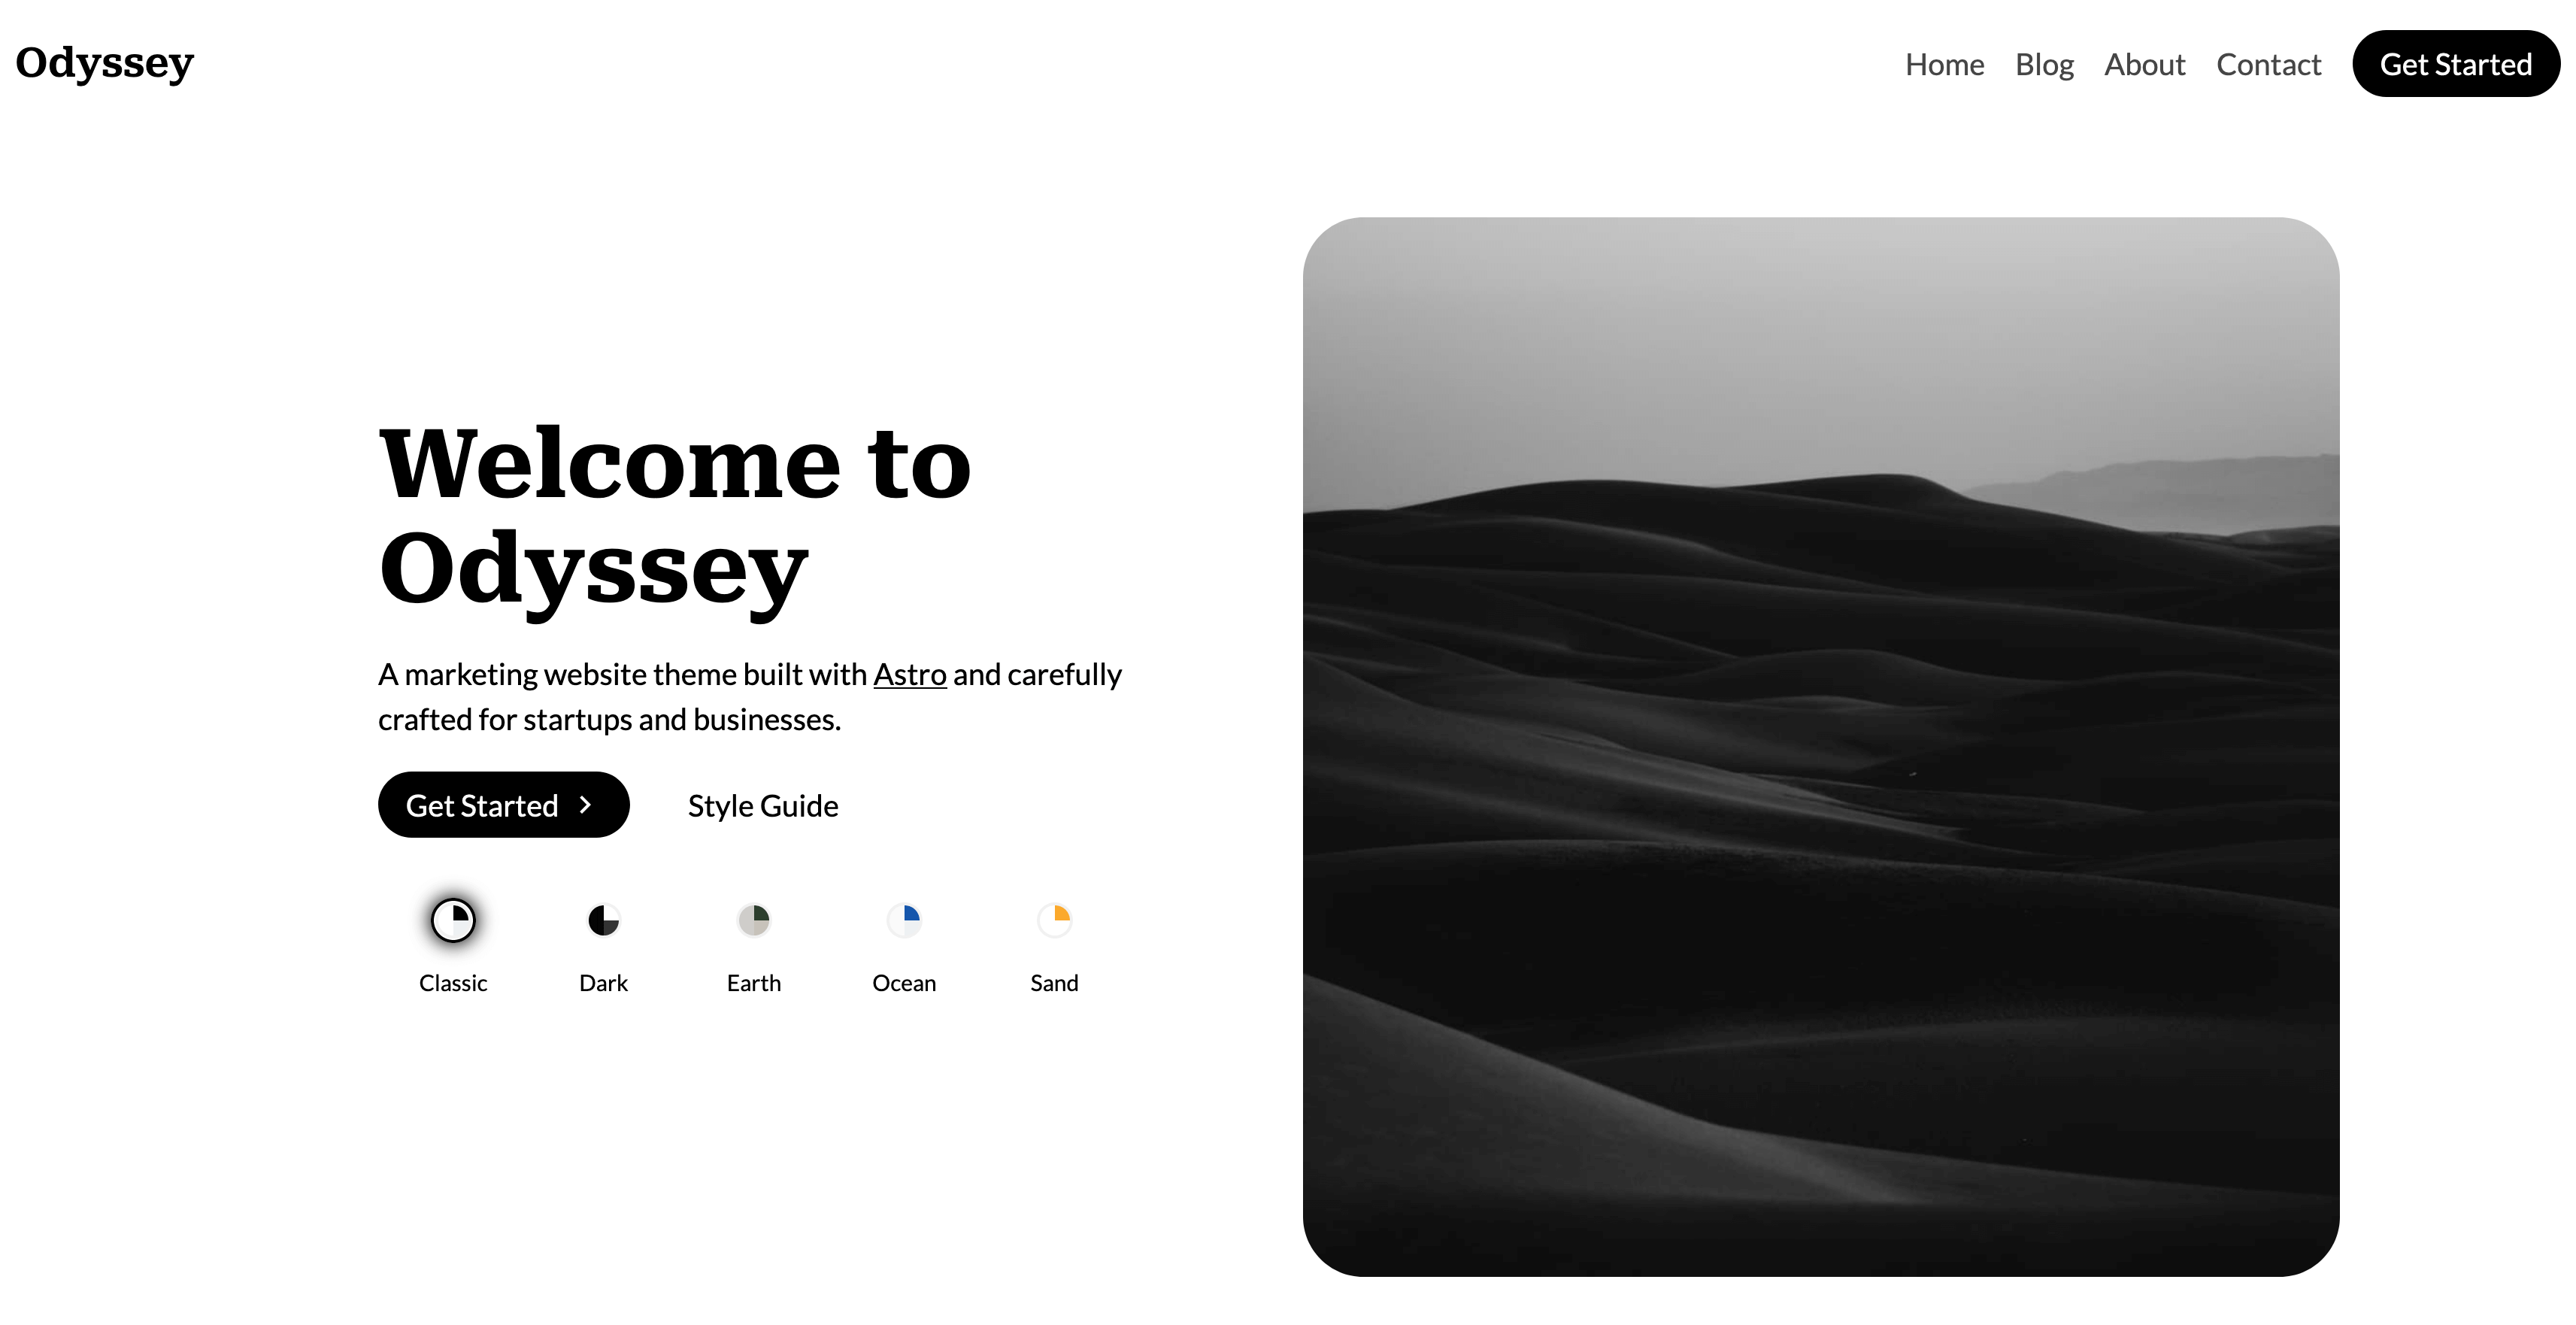 Odyssey
Home Blog About Contact Get Started
Welcome to
Odyssey
A marketing website theme built with Astro and carefully
crafted for startups and businesses.
Get Started Style Guide
Classic Dark Earth Ocean Sand